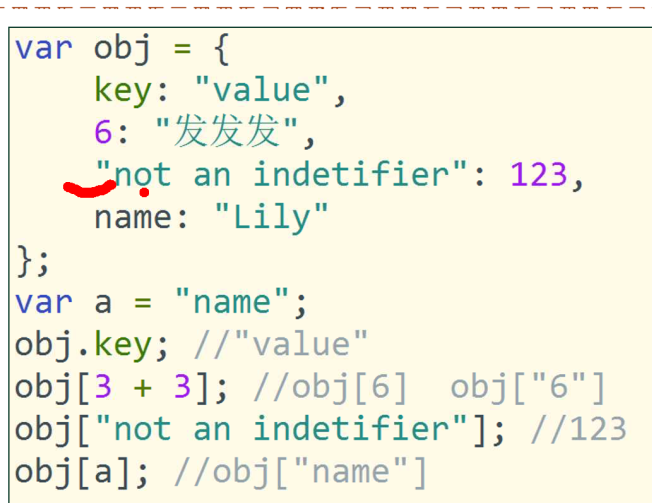 var obj = {
key: "value",
6: "发发发",
"not an indetifier": 123,
name: "Lily"
};
var a = "name";
obj.key; //"value"
obj[3 + 3]; //obj[6]  obj["6"]
obj["not an indetifier"]; //123
obj[a]; //obj["name"]